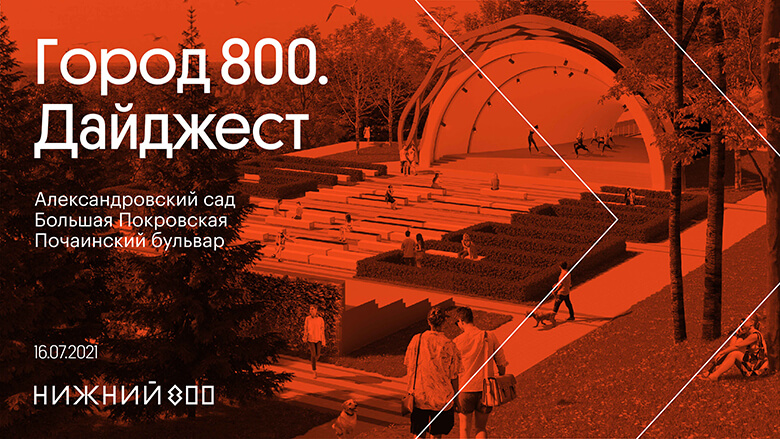 Город 800.
Дайджест
Александровский сад
Большая Покровская
Почаинский бульвар
16.07.2021
НИЖНИЙ 800